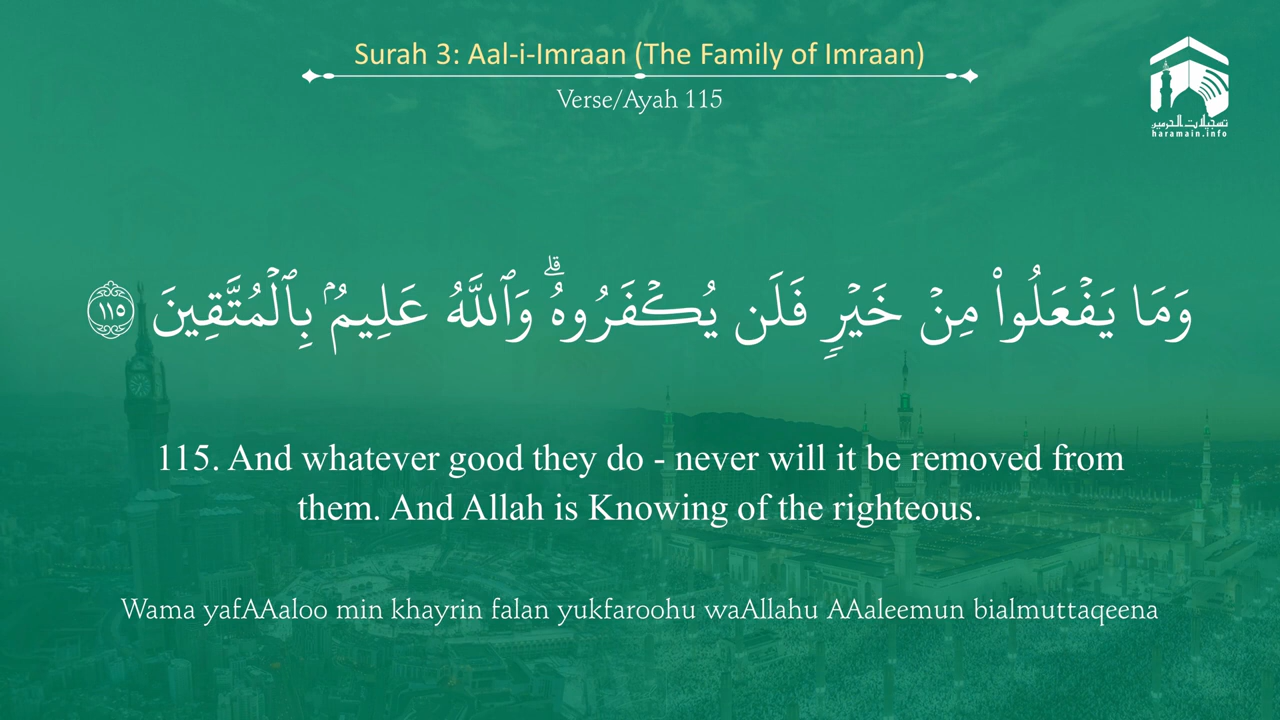 Surah 3: Aal-i-Imraan (The Family of Imraan)
Verse/Ayah 115
تسجيلات الحرمين
haramain.info
وَمَا يَفْعَلُوا۟ مِنْ خَيْرٍ فَلَن يُكْفَرُوهُ ۗ وَٱللَّهُ عَلِيمٌۢ بِٱلْمُتَّقِينَ ١١٥
115. And whatever good they do - never will it be removed from
them. And Allah is Knowing of the righteous.
Wama yafAAaloo min khayrin falan yukfaroohu waAllahu AAaleemun bialmuttaqeena